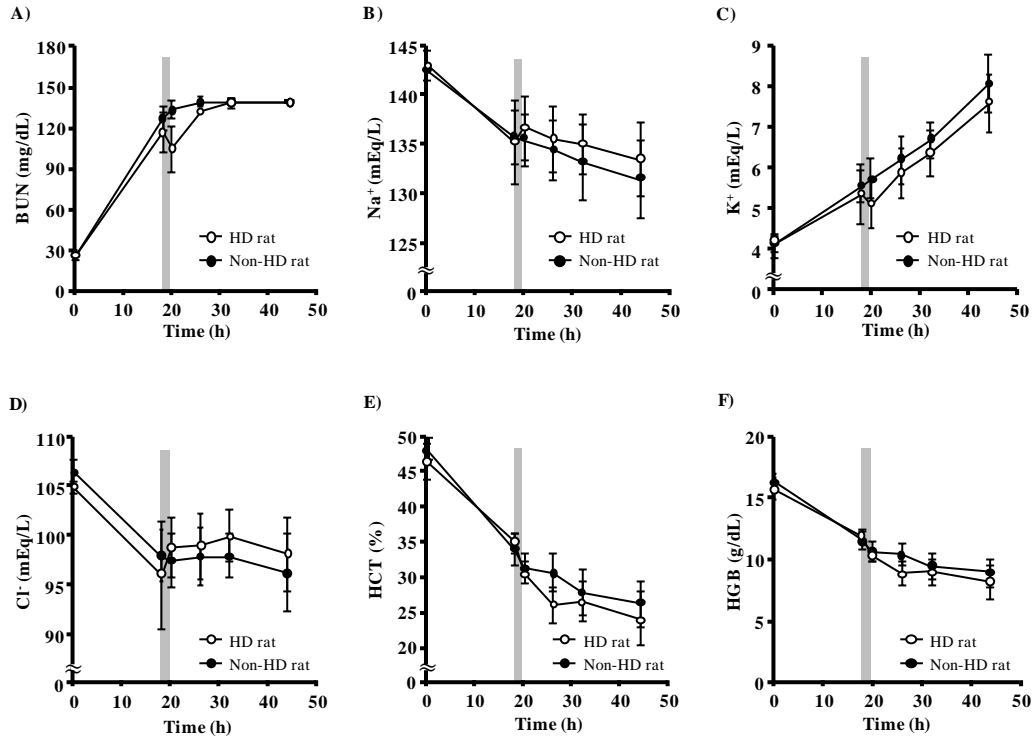 A)
BUN (mg/dL)
180
150
120
90
60
30
0
HD rat
Non-HD rat
0 10 20 30 40 50
Time (h)
B)
Na⁺ (mEq/L)
145
143
135
133
125
0
HD rat
Non-HD rat
0 10 20 30 40 50
Time (h)
C)
K⁺ (mEq/L)
9
8
7
6
5
4
0
HD rat
Non-HD rat
0 10 20 30 40 50
Time (h)
D)
Cl⁻ (mEq/L)
110
105
100
95
90
0
HD rat
Non-HD rat
0 10 20 30 40 50
Time (h)
E)
HCT (%)
50
45
40
35
30
25
20
0
HD rat
Non-HD rat
0 10 20 30 40 50
Time (h)
F)
HGB (g/dL)
20
15
10
5
0
HD rat
Non-HD rat
0 10 20 30 40 50
Time (h)